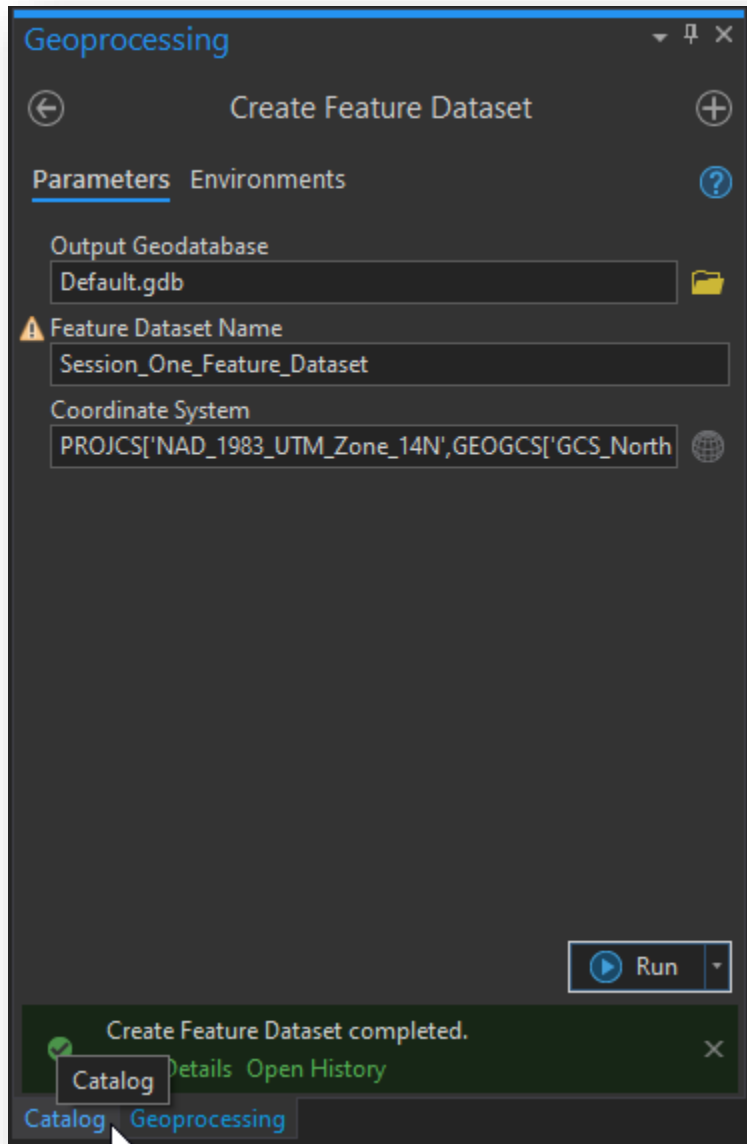 Geoprocessing
Create Feature Dataset
Parameters Environments
Output Geodatabase
Default.gdb
Feature Dataset Name
Session_One_Feature_Dataset
Coordinate System
PROJCS['NAD_1983_UTM_Zone_14N',GEOGCS['GCS_North
Run
Create Feature Dataset completed.
Details Open History
Catalog
Catalog Geoprocessing